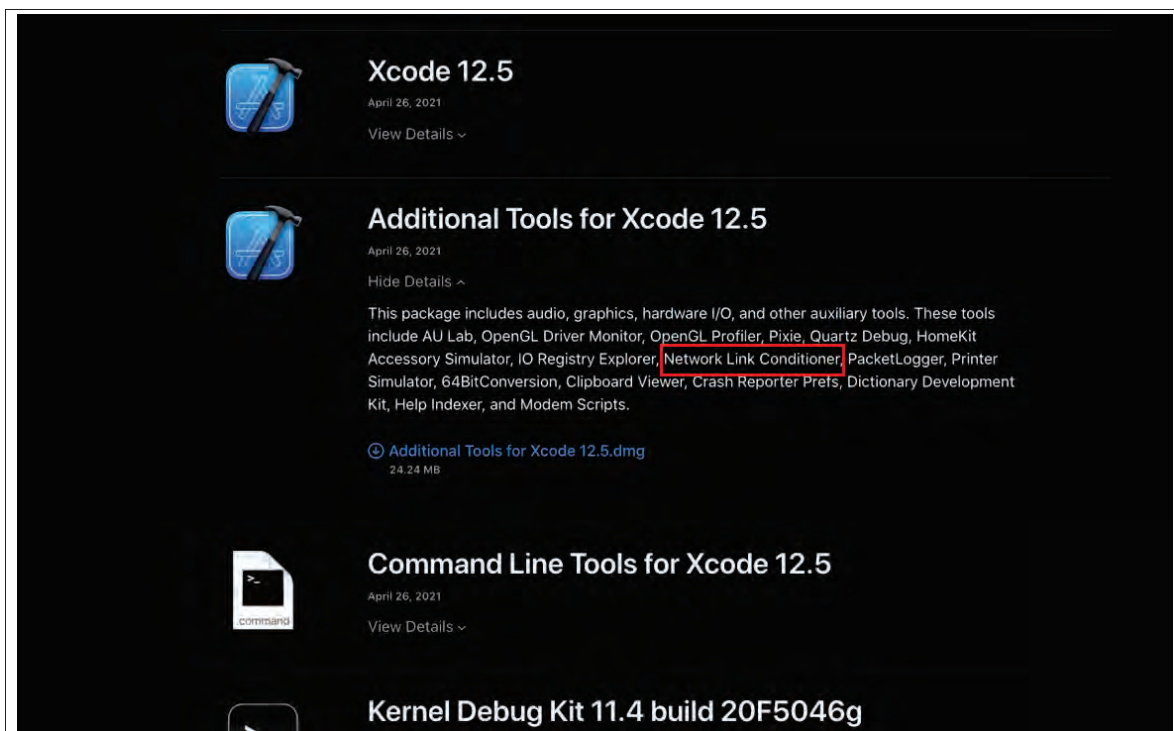 Xcode 12.5
April 26, 2021
View Details
Additional Tools for Xcode 12.5
April 26, 2021
Hide Details
This package includes audio, graphics, hardware I/O, and other auxiliary tools. These tools
include AU Lab, OpenGL Driver Monitor, OpenGL Profiler, Pixie, Quartz Debug, HomeKit
Accessory Simulator, IO Registry Explorer, Network Link Conditioner, PacketLogger, Printer
Simulator, 64BitConversion, Clipboard Viewer, Crash Reporter Prefs, Dictionary Development
Kit, Help Indexer, and Modem Scripts.
Additional Tools for Xcode 12.5.dmg
24.24 MB
>_
.command
Command Line Tools for Xcode 12.5
April 26, 2021
View Details
Kernel Debug Kit 11.4 build 20F5046g